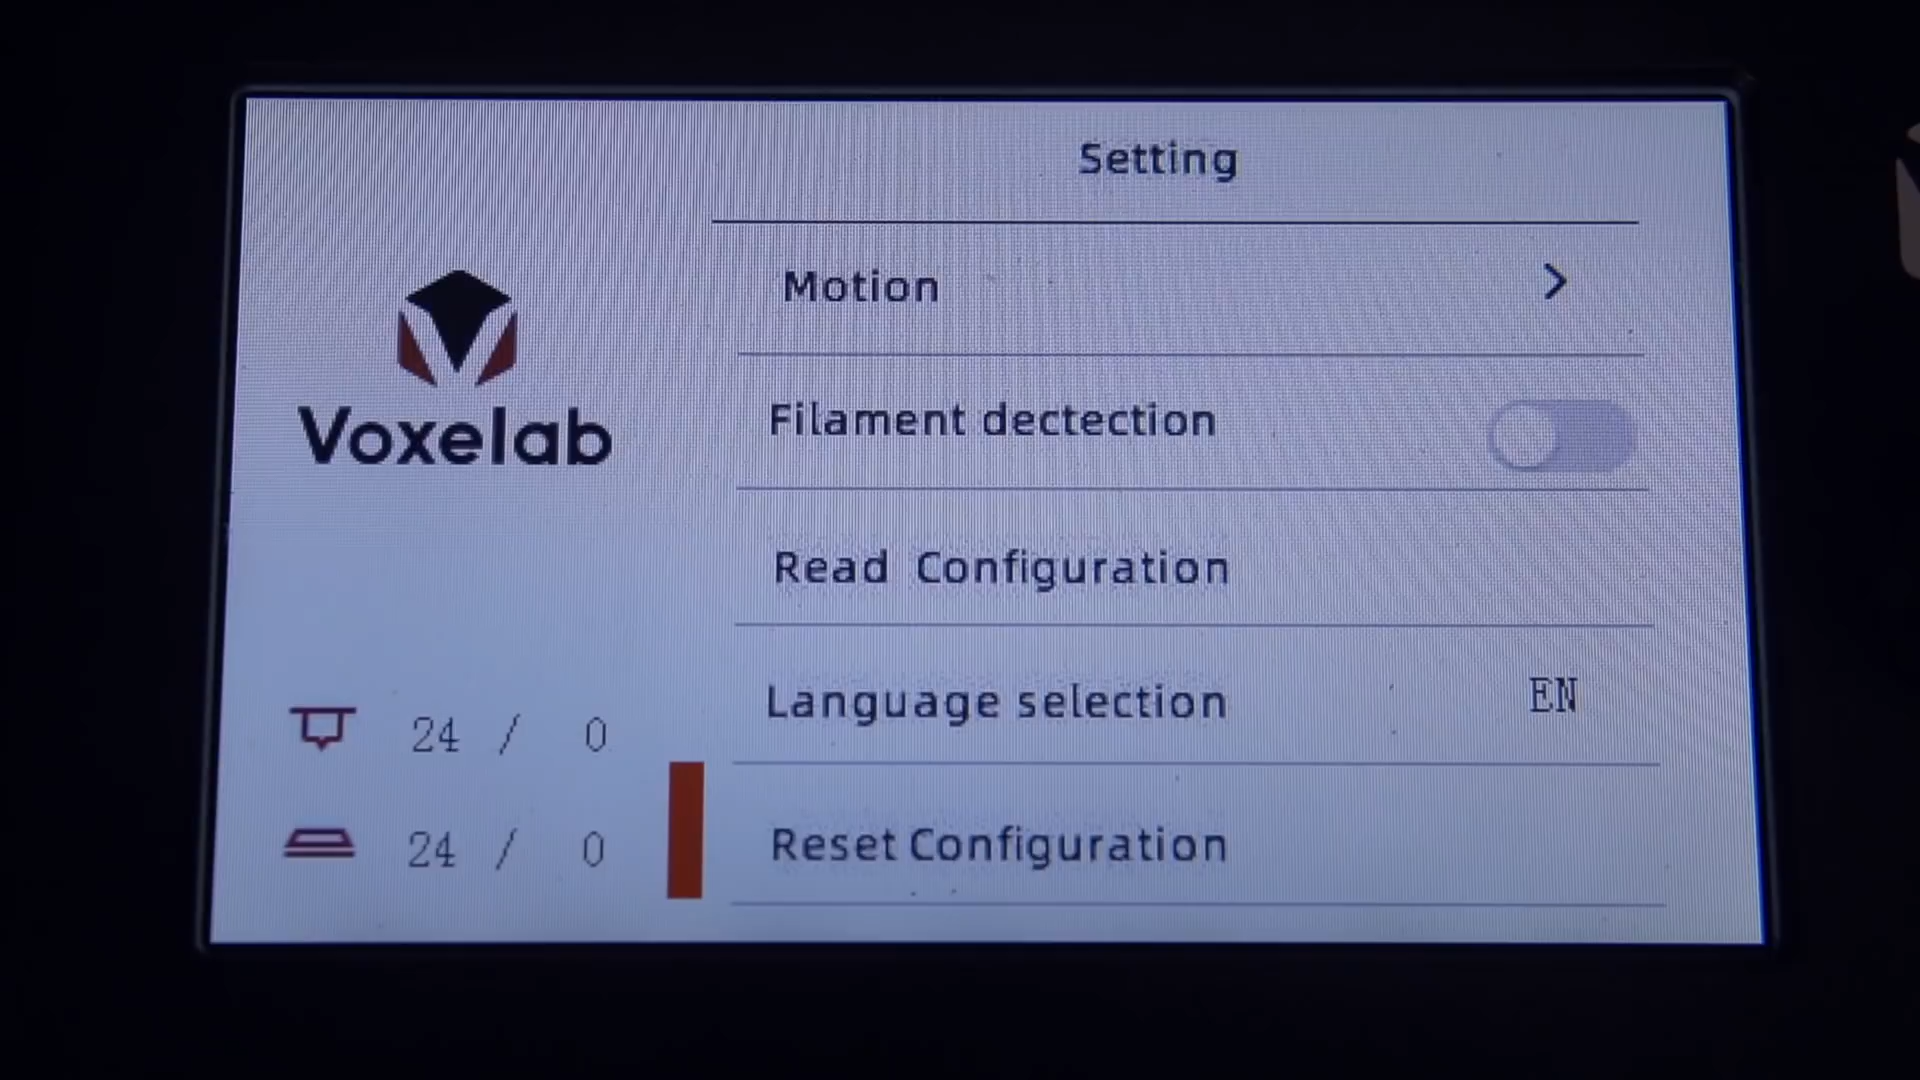 Setting
Motion >
Filament dectection
Voxelab
Read Configuration
Language selection EN
24 / 0
Reset Configuration
24 / 0